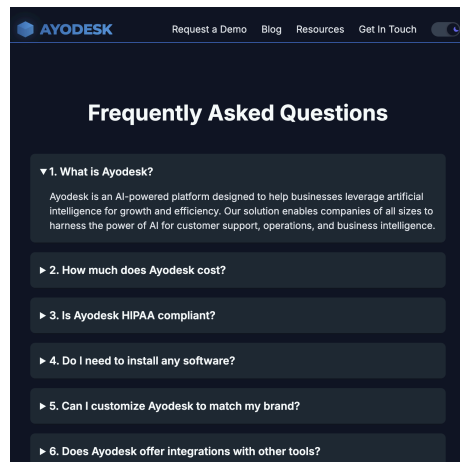 AYODESK
Request a Demo Blog Resources Get In Touch
Frequently Asked Questions
1. What is Ayodesk?
Ayodesk is an AI-powered platform designed to help businesses leverage artificial
intelligence for growth and efficiency. Our solution enables companies of all sizes to
harness the power of AI for customer support, operations, and business intelligence.
2. How much does Ayodesk cost?
3. Is Ayodesk HIPAA compliant?
4. Do I need to install any software?
5. Can I customize Ayodesk to match my brand?
6. Does Ayodesk offer integrations with other tools?